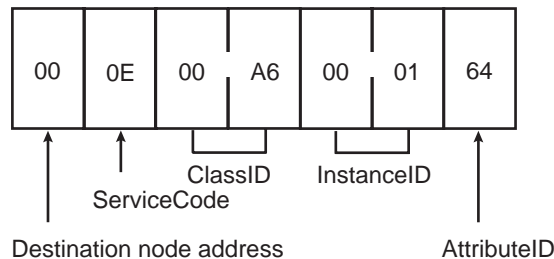 00 0E 00 A6 00 01 64
ClassID InstanceID
ServiceCode
Destination node address AttributeID